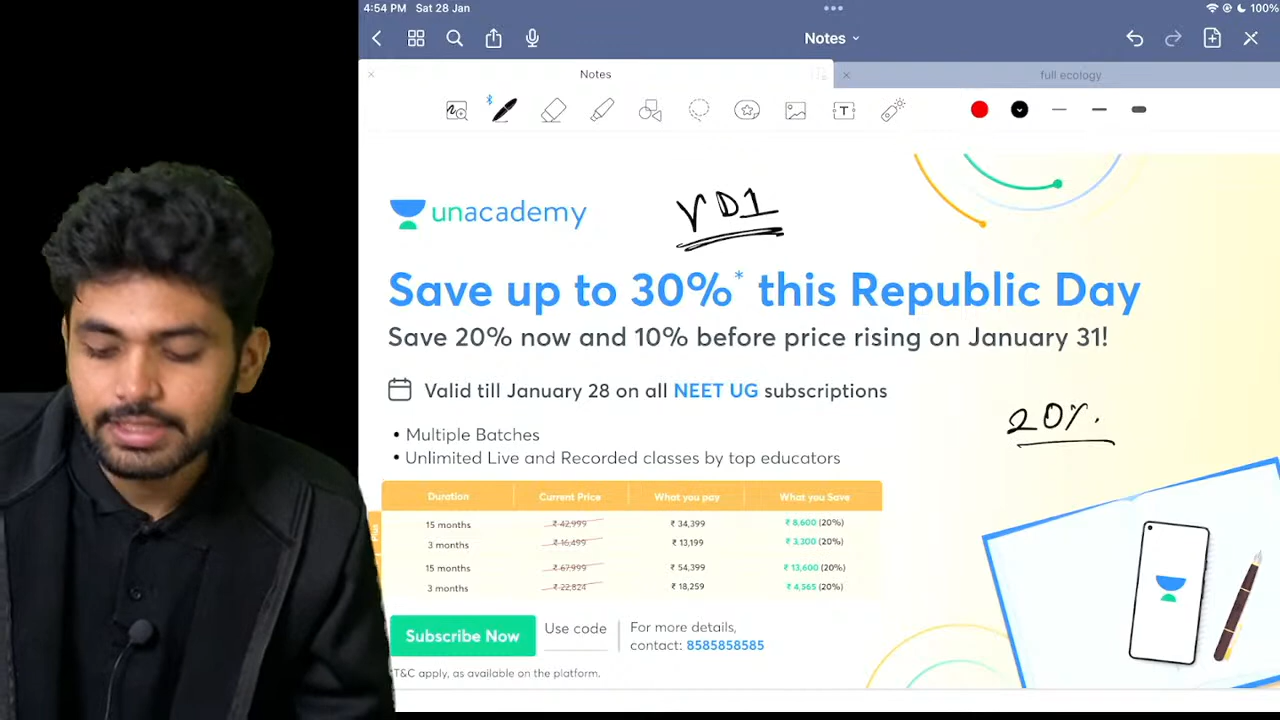 4:54 PM Sat 28 Jan
100%
Notes
Notes
full ecology
T
unacademy
VD1
Save up to 30%* this Republic Day
Save 20% now and 10% before price rising on January 31!
Valid till January 28 on all NEET UG subscriptions
20%.
• Multiple Batches
• Unlimited Live and Recorded classes by top educators
Duration Current Price What you pay What you Save
15 months ₹ 42,999 ₹ 34,399 ₹ 8,600 (20%)
3 months ₹ 16,499 ₹ 13,199 ₹ 3,300 (20%)
15 months ₹ 67,999 ₹ 54,399 ₹ 13,600 (20%)
3 months ₹ 22,824 ₹ 18,259 ₹ 4,565 (20%)
Subscribe Now
Use code
For more details,
contact: 8585858585
*T&C apply, as available on the platform.